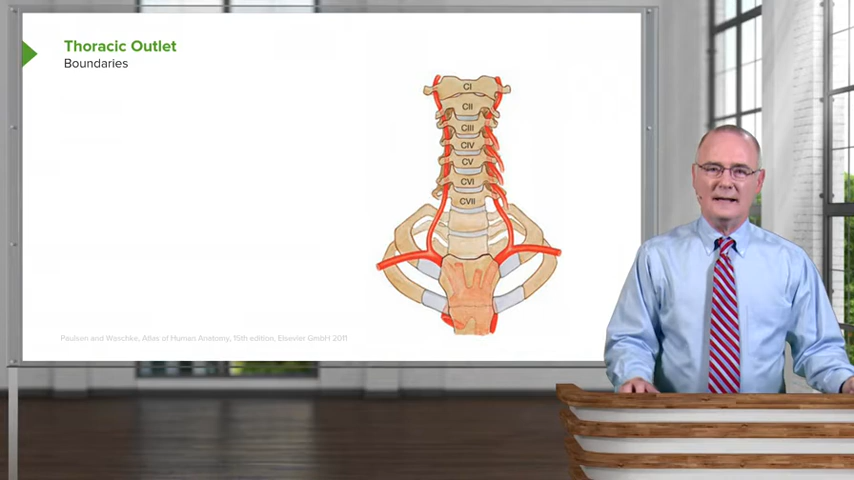 Thoracic Outlet
Boundaries
CI
CII
CIII
CIV
CV
CVI
CVII
Paulsen and Waschke, Atlas of Human Anatomy, 15th edition, Elsevier GmbH 2011